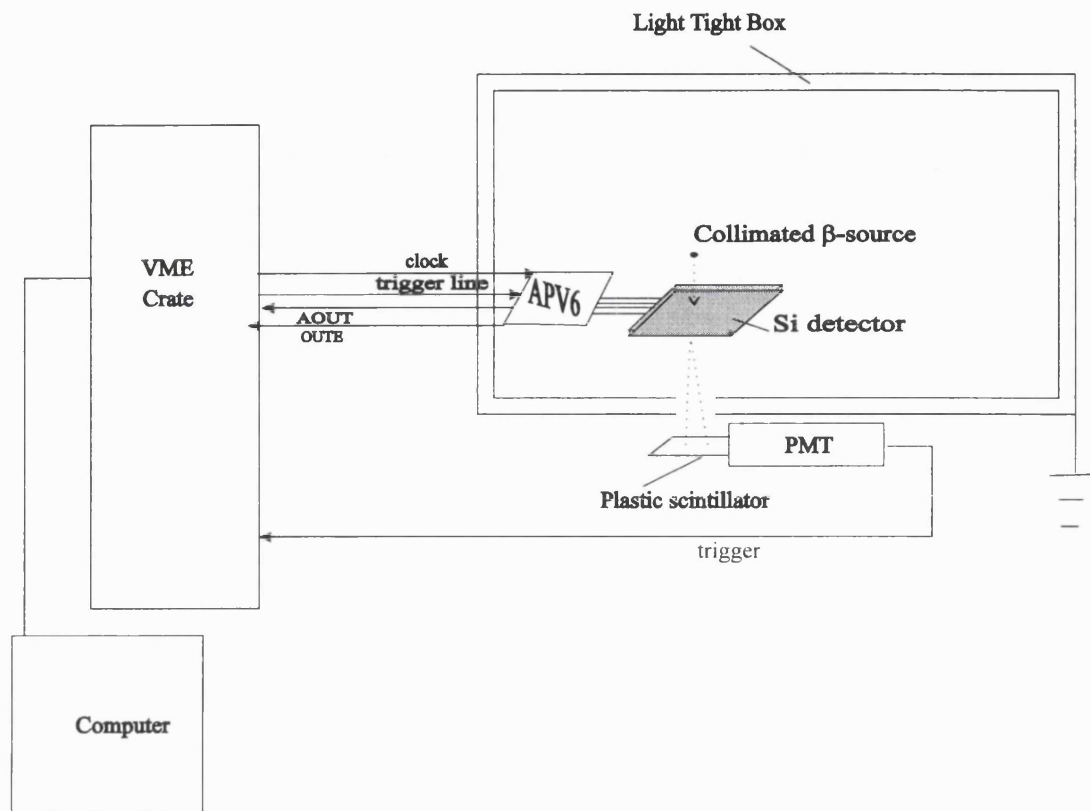 Light Tight Box
VME
Crate
clock
trigger line
APV6
AOUT
OUTE
Collimated β-source
Si detector
PMT
Plastic scintillator
trigger
Computer